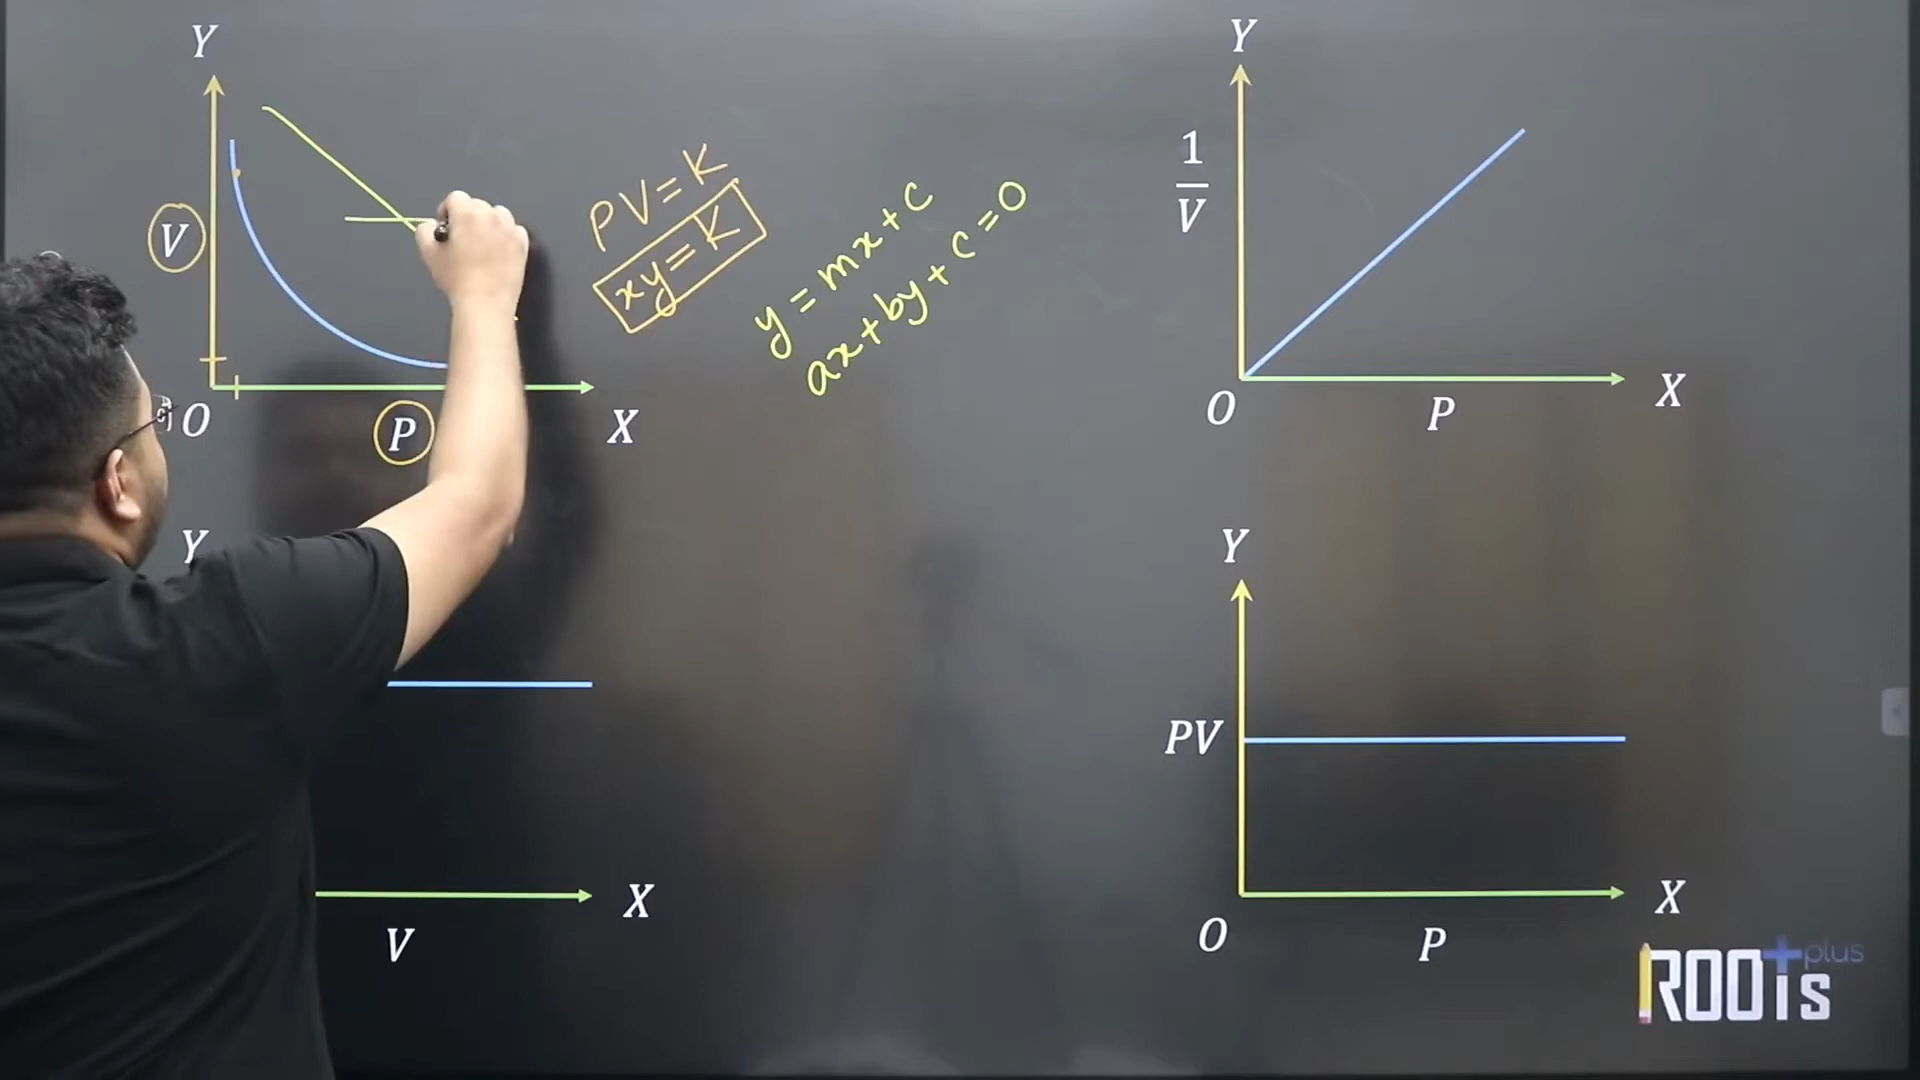 Y
V
O
P
X
PV=K
xy=K
y=mx+c
ax+by+c=0
Y
1
V
O
P
X
Y
V
X
Y
PV
O
P
X
ROOTS plus